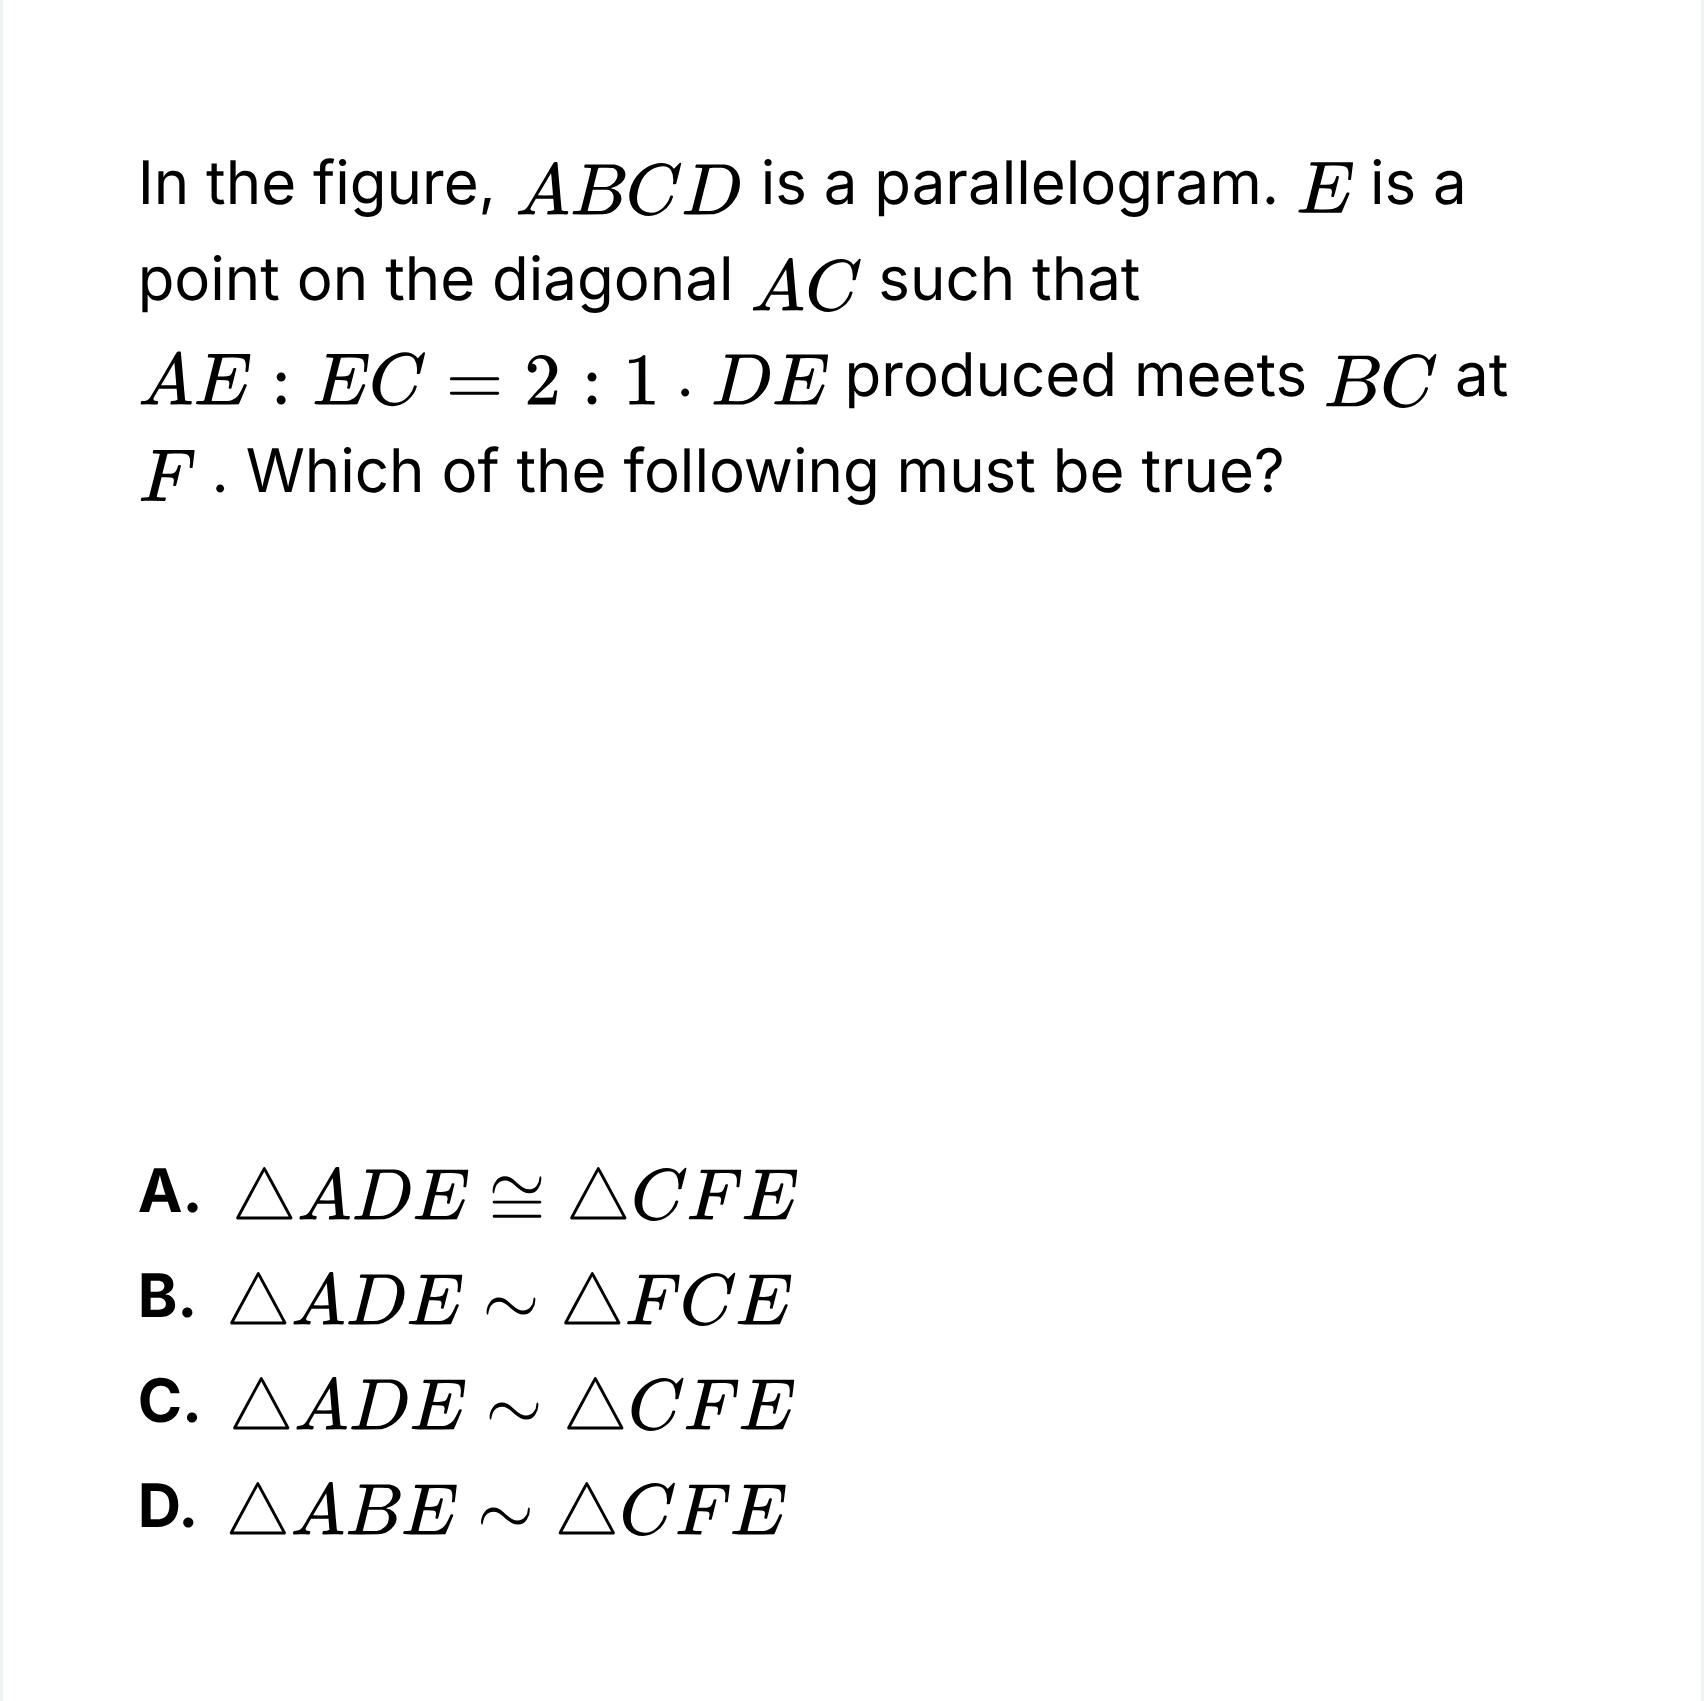 In the figure, ABCD is a parallelogram. E is a
point on the diagonal AC such that
AE : EC = 2 : 1 . DE produced meets BC at
F . Which of the following must be true?
A. △ADE ≅ △CFE
B. △ADE ∼ △FCE
C. △ADE ∼ △CFE
D. △ABE ∼ △CFE